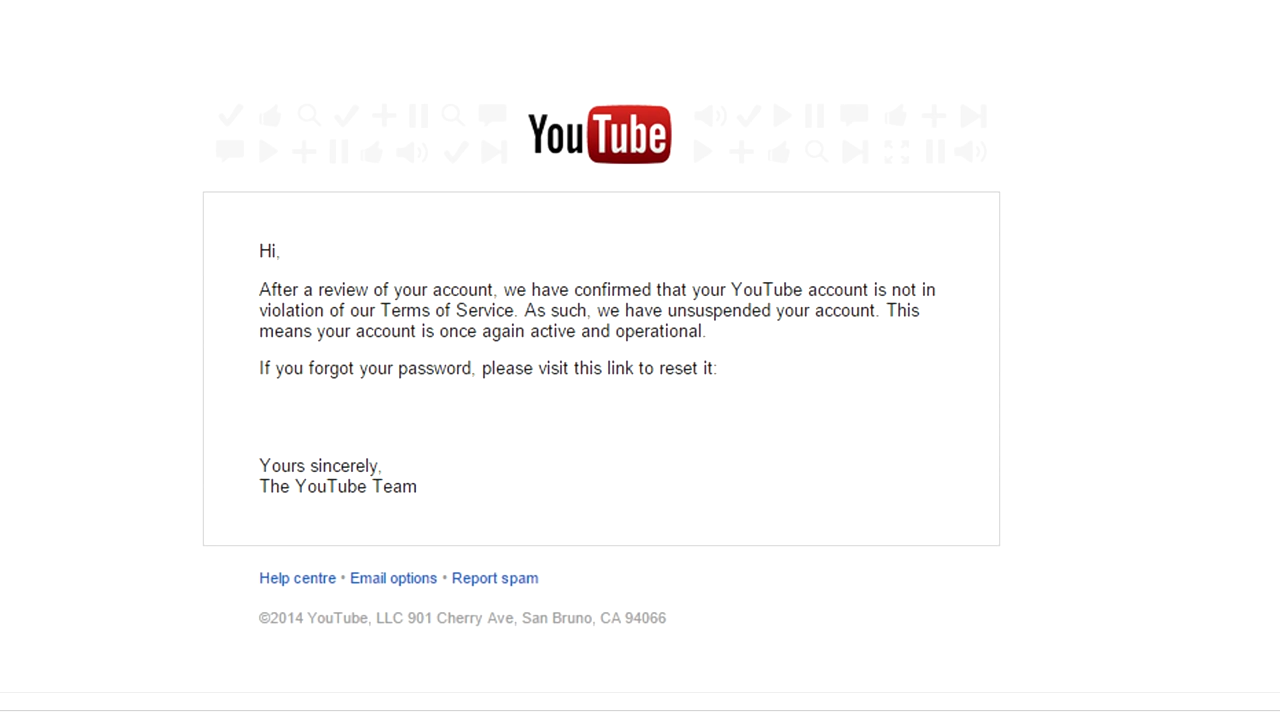 YouTube
Hi,
After a review of your account, we have confirmed that your YouTube account is not in
violation of our Terms of Service. As such, we have unsuspended your account. This
means your account is once again active and operational.
If you forgot your password, please visit this link to reset it:
Yours sincerely,
The YouTube Team
Help centre • Email options • Report spam
©2014 YouTube, LLC 901 Cherry Ave, San Bruno, CA 94066